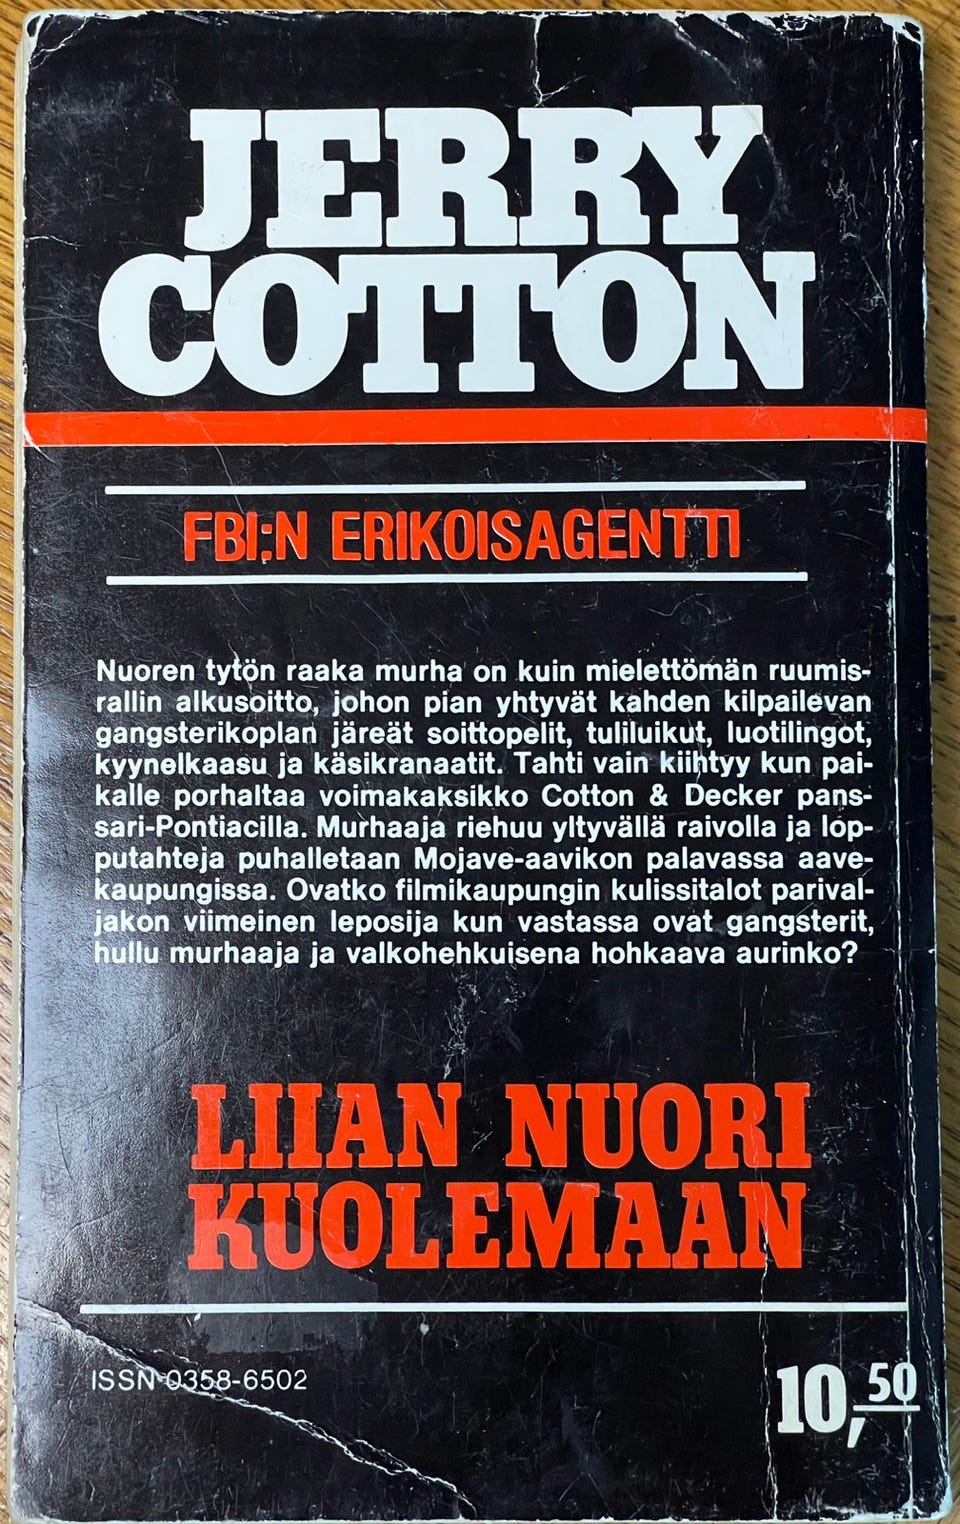 JERRY
COTTON
FBI:N ERIKOISAGENTTI
Nuoren tytön raaka murha on kuin mielettömän ruumis-
rallin alkusoitto, johon pian yhtyvät kahden kilpailevan
gangsterikoplan järeät soittopelit, tuliluikut, luotilingot,
kyynelkaasu ja käsikranaatit. Tahti vain kiihtyy kun pai-
kalle porhaltaa voimakaksikko Cotton & Decker pans-
sari-Pontiacilla. Murhaaja riehuu yltyvällä raivolla ja lop-
putahteja puhalletaan Mojave-aavikon palavassa aave-
kaupungissa. Ovatko filmikaupungin kulissitalot parival-
jakon viimeinen leposija kun vastassa ovat gangsterit,
hullu murhaaja ja valkohehkuisena hohkaava aurinko?
LIIAN NUORI
KUOLEMAAN
ISSN 0358-6502
10,50